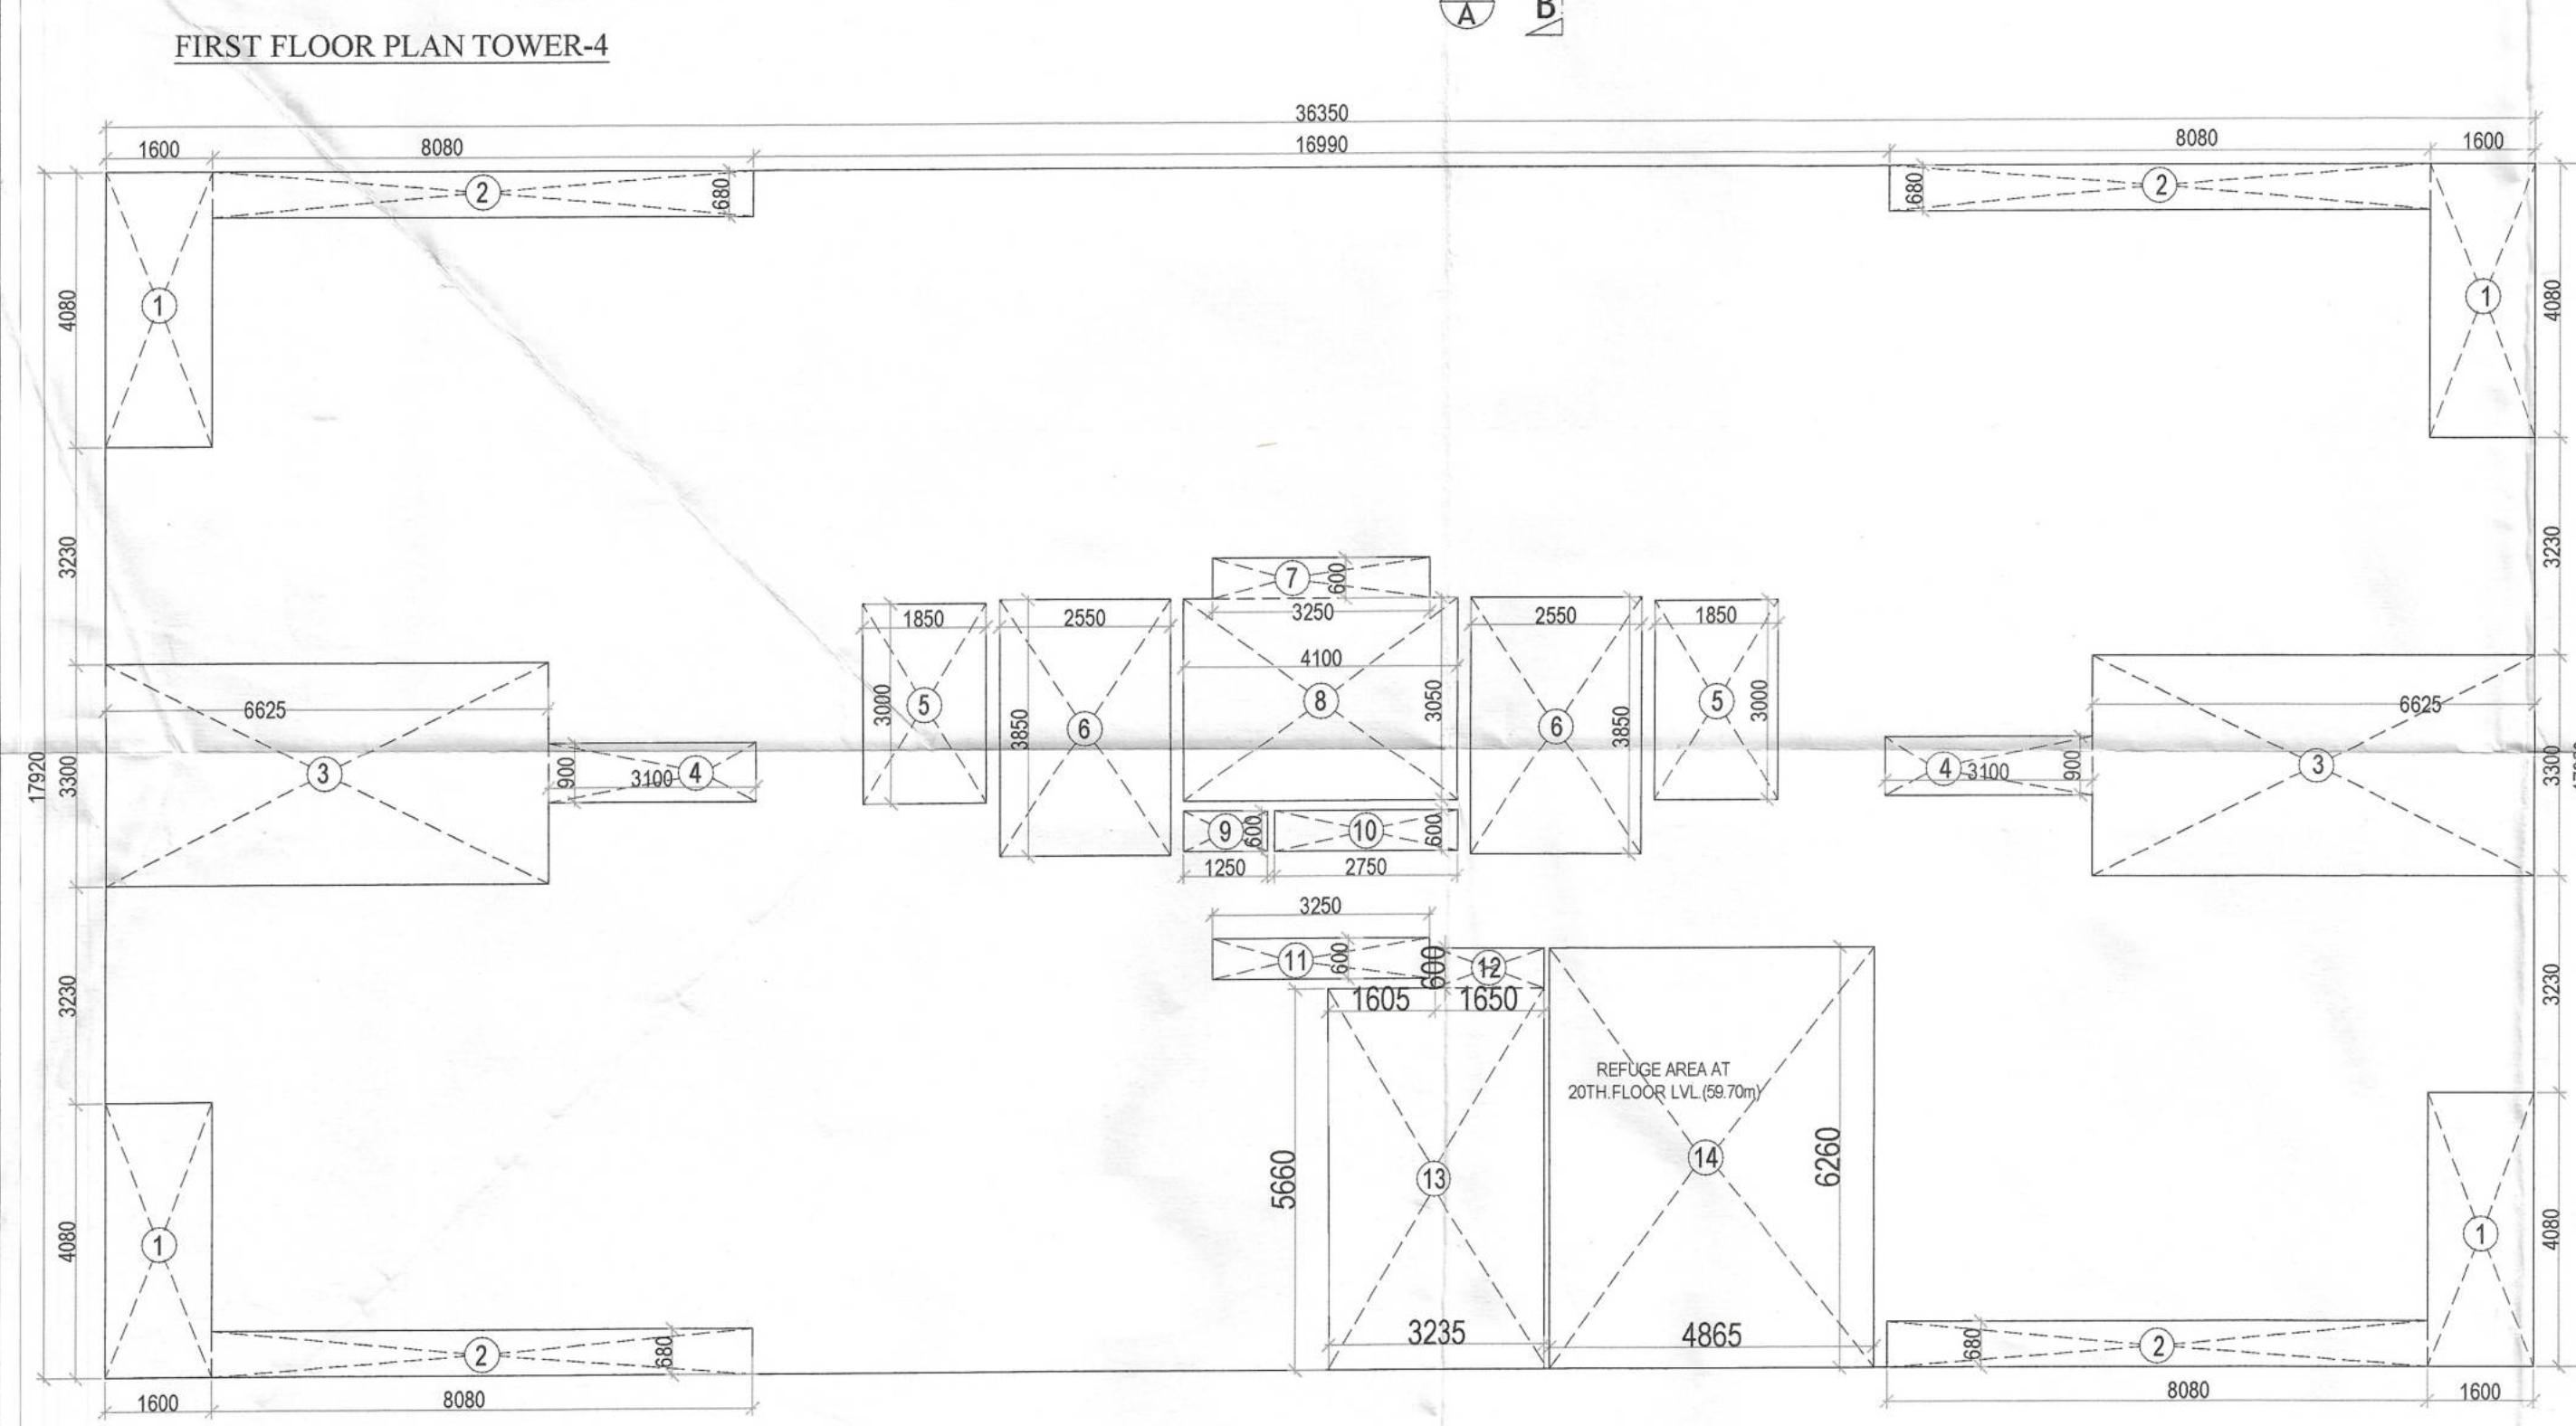 A B
FIRST FLOOR PLAN TOWER-4
36350
1600 8080 16990 8080 1600
2 680 680 2
4080 1 1 4080
3230 3230
7 600
3250
1850 2550 2550 1850
4100
5 3000 6 3850 8 3050 6 3850 5 3000
6625 6625
17920 3300 3 900 3100 4 4 3100 900 3 3300
9 600 10 600
1250 2750
3250
11 600 600 12
1605 1650
3230 3230
REFUGE AREA AT
20TH.FLOOR LVL.(59.70m)
5660 13 14 6260
4080 1 1 4080
3235 4865
2 680 680 2
1600 8080 8080 1600